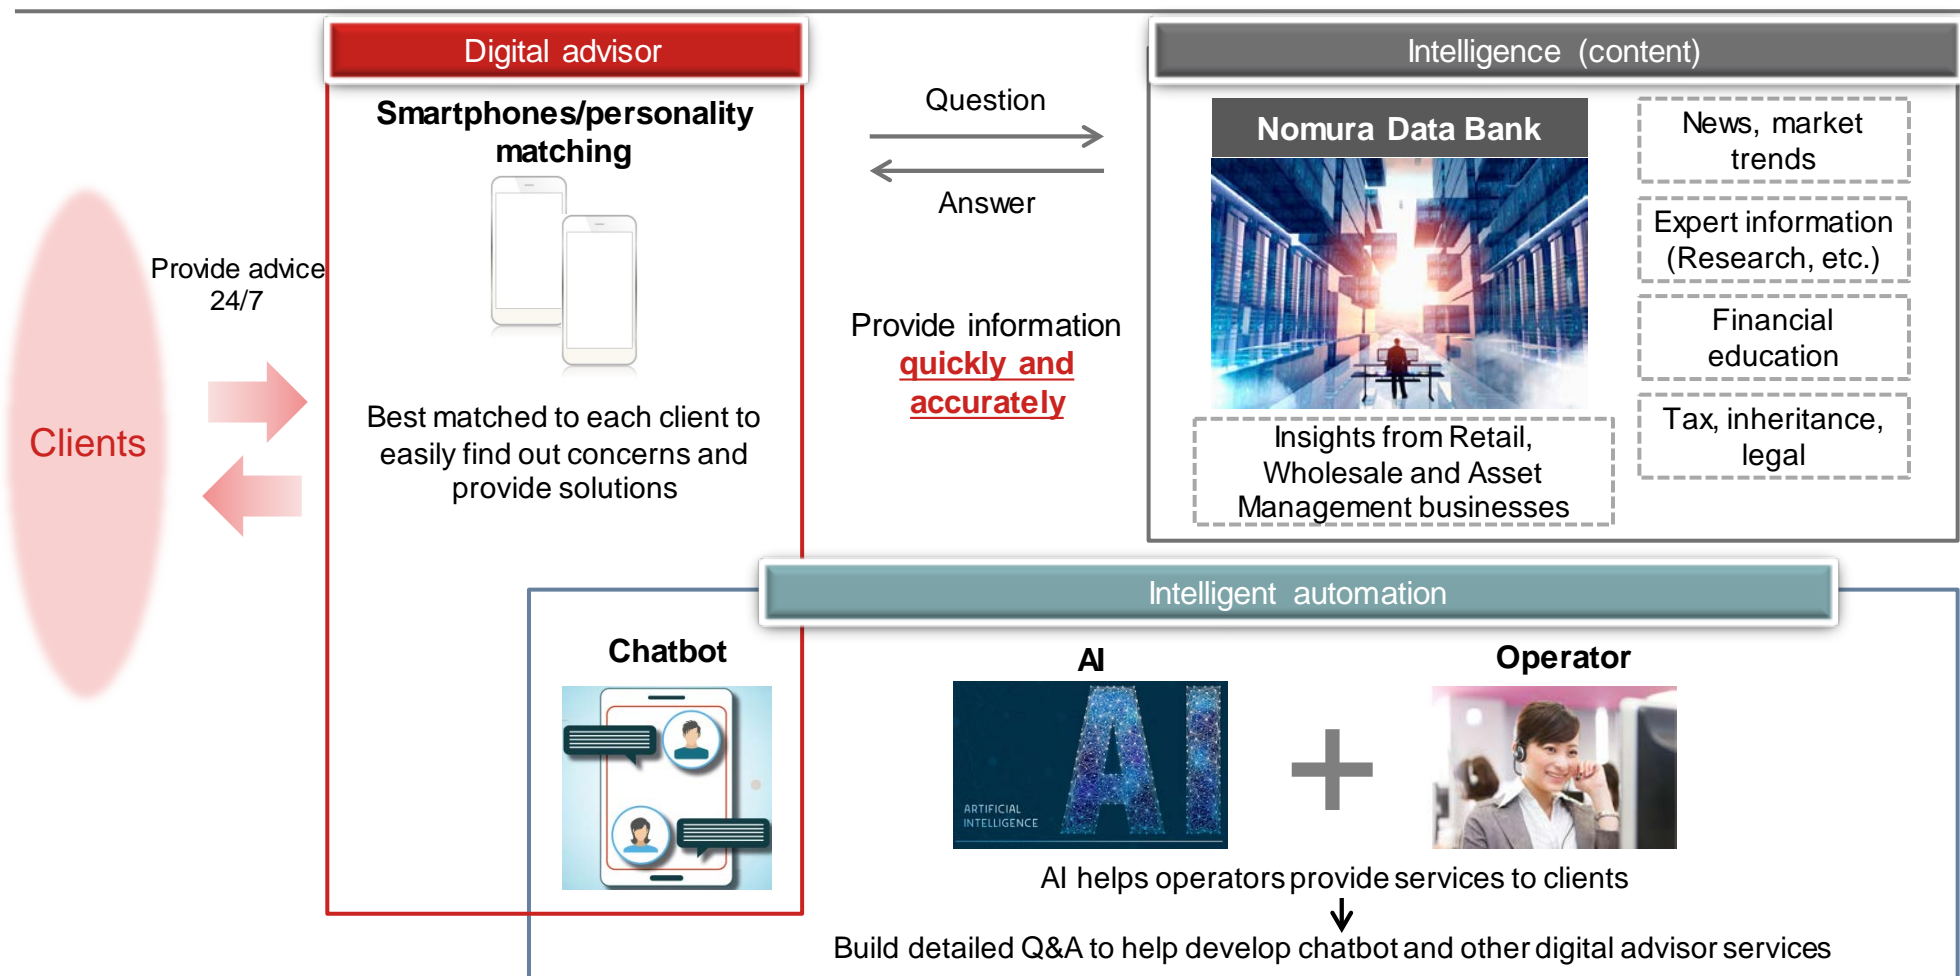 Digital advisor
Intelligence (content)
Smartphones/personality
matching
Question
Answer
Nomura Data Bank
News, market
trends
Expert information
(Research, etc.)
Financial
education
Tax, inheritance,
legal
Clients
Provide advice
24/7
Best matched to each client to
easily find out concerns and
provide solutions
Provide information
quickly and
accurately
Insights from Retail,
Wholesale and Asset
Management businesses
Intelligent automation
Chatbot
AI
Operator
AI
ARTIFICIAL
INTELLIGENCE
AI helps operators provide services to clients
Build detailed Q&A to help develop chatbot and other digital advisor services